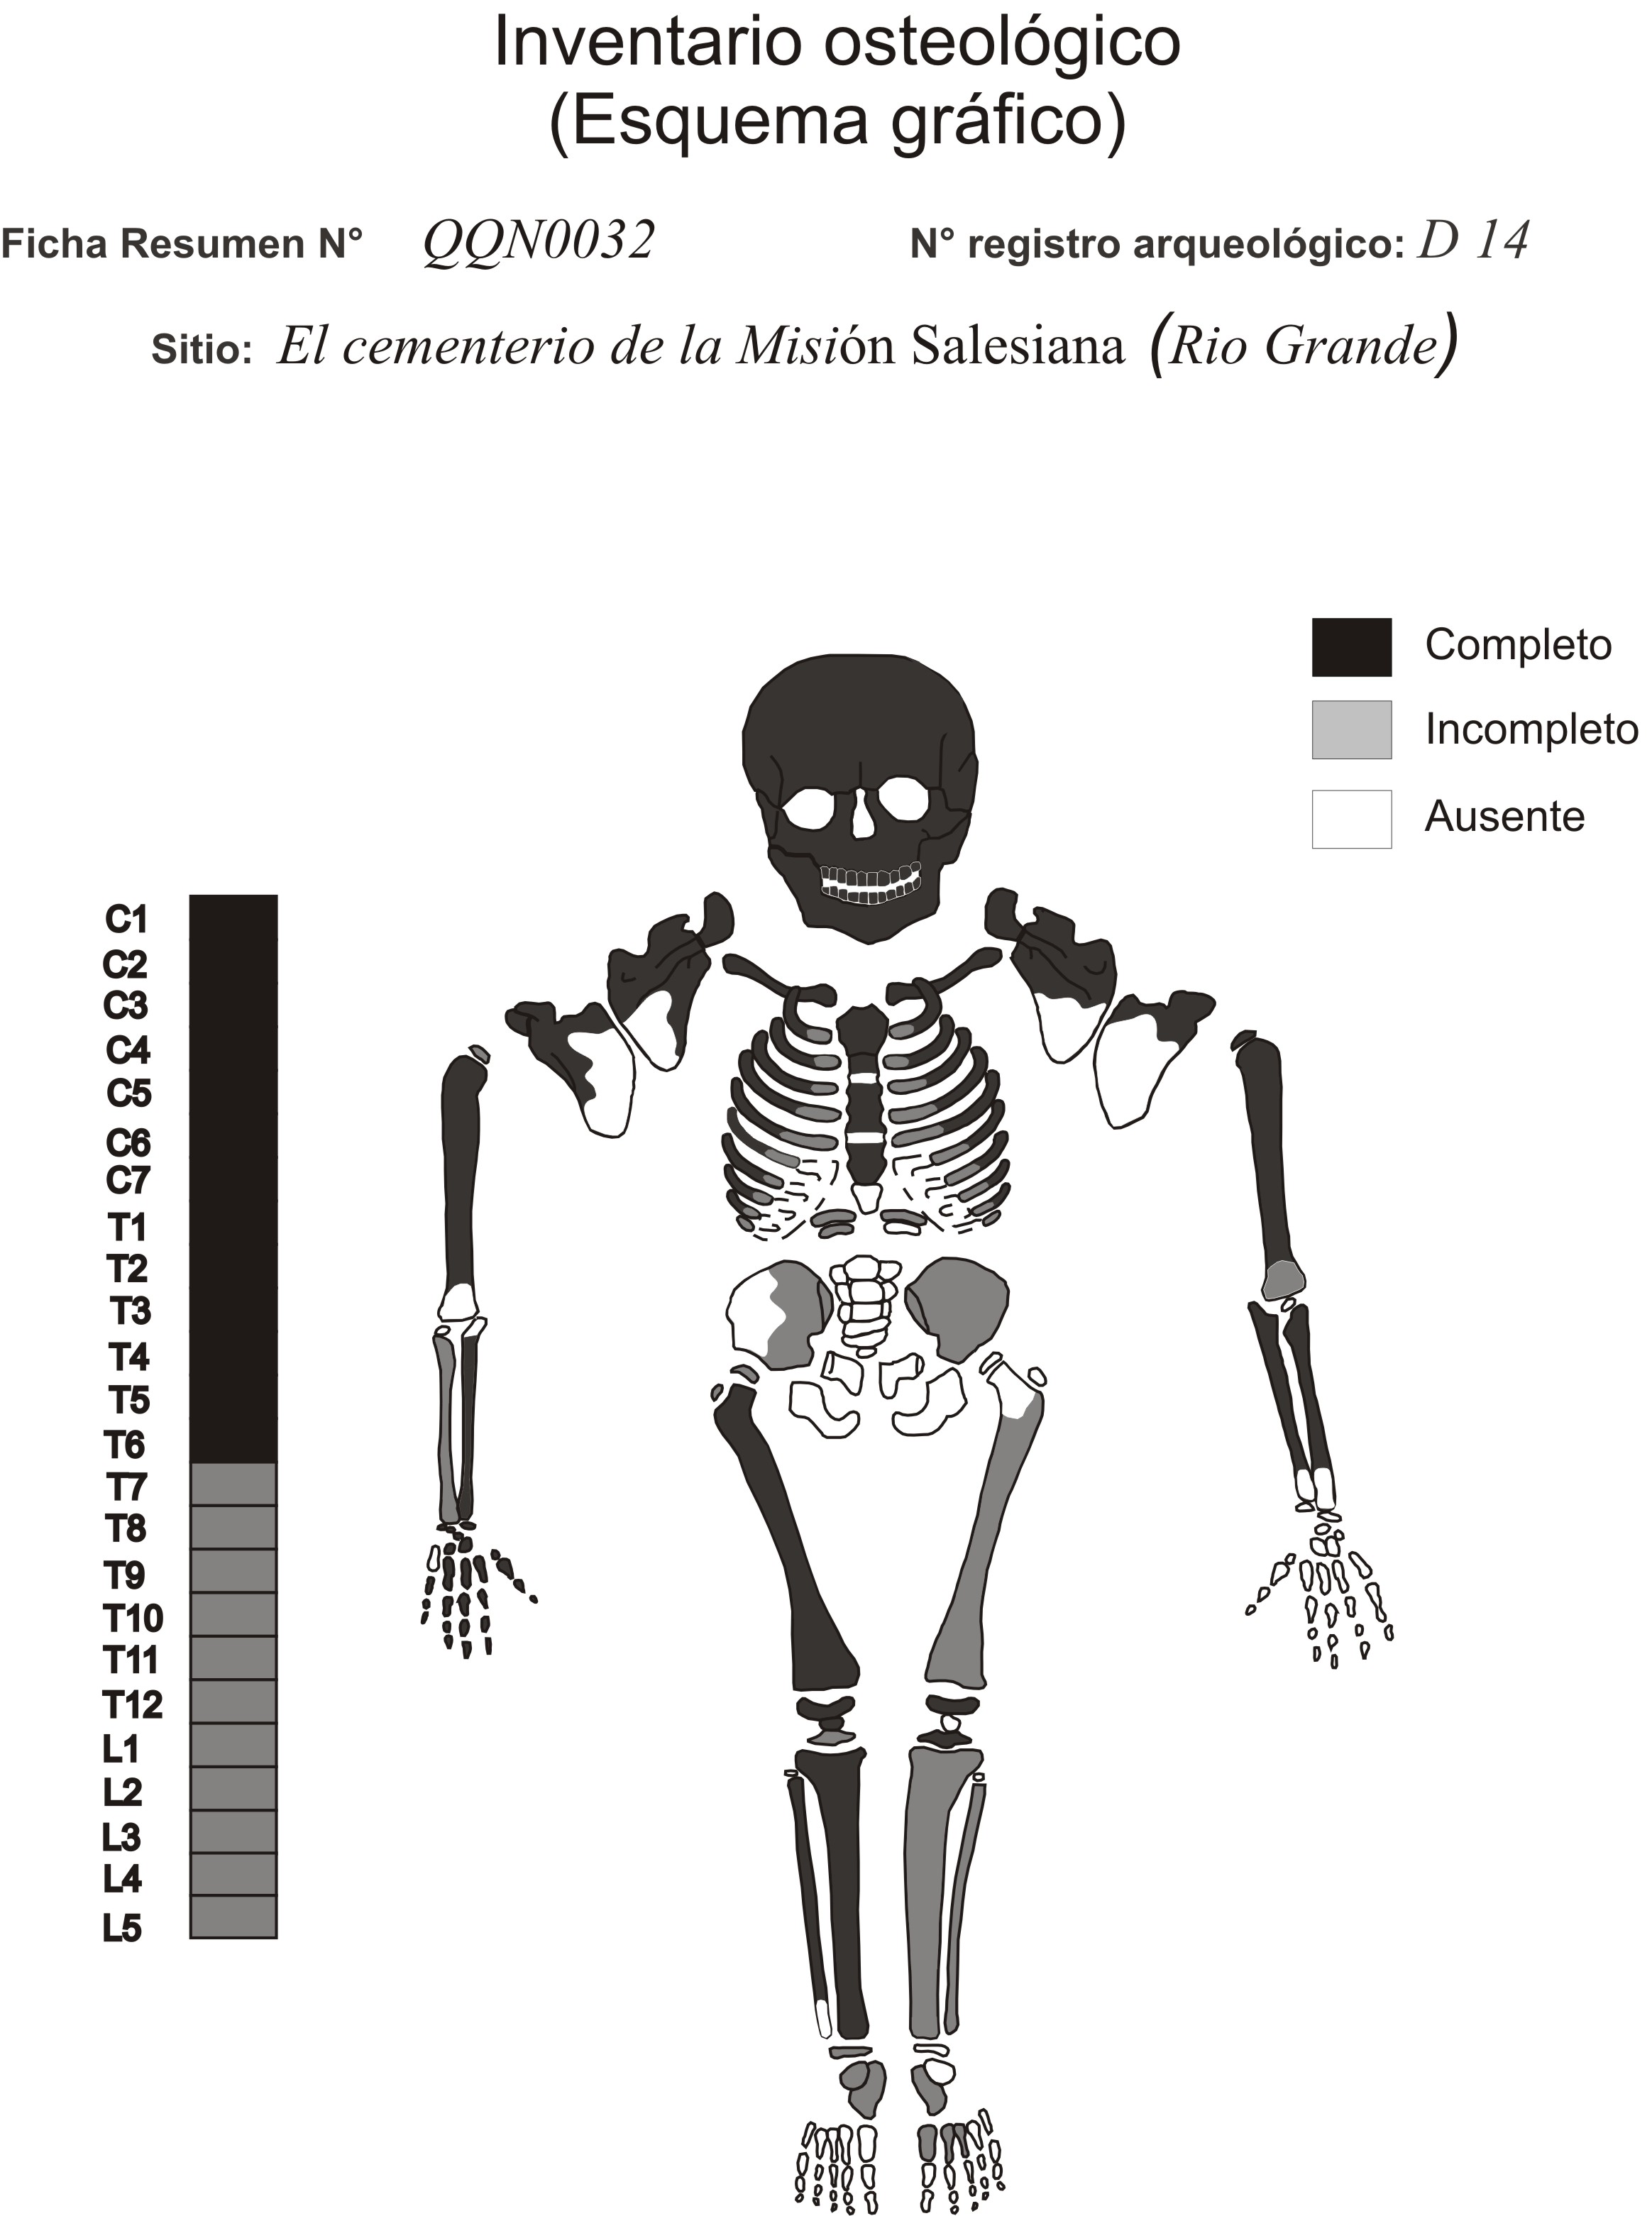 Inventario osteológico
(Esquema gráfico)
Ficha Resumen N° QQN0032 N° registro arqueológico: D 14
Sitio: El cementerio de la Misión Salesiana (Rio Grande)
Completo
Incompleto
Ausente
C1
C2
C3
C4
C5
C6
C7
T1
T2
T3
T4
T5
T6
T7
T8
T9
T10
T11
T12
L1
L2
L3
L4
L5